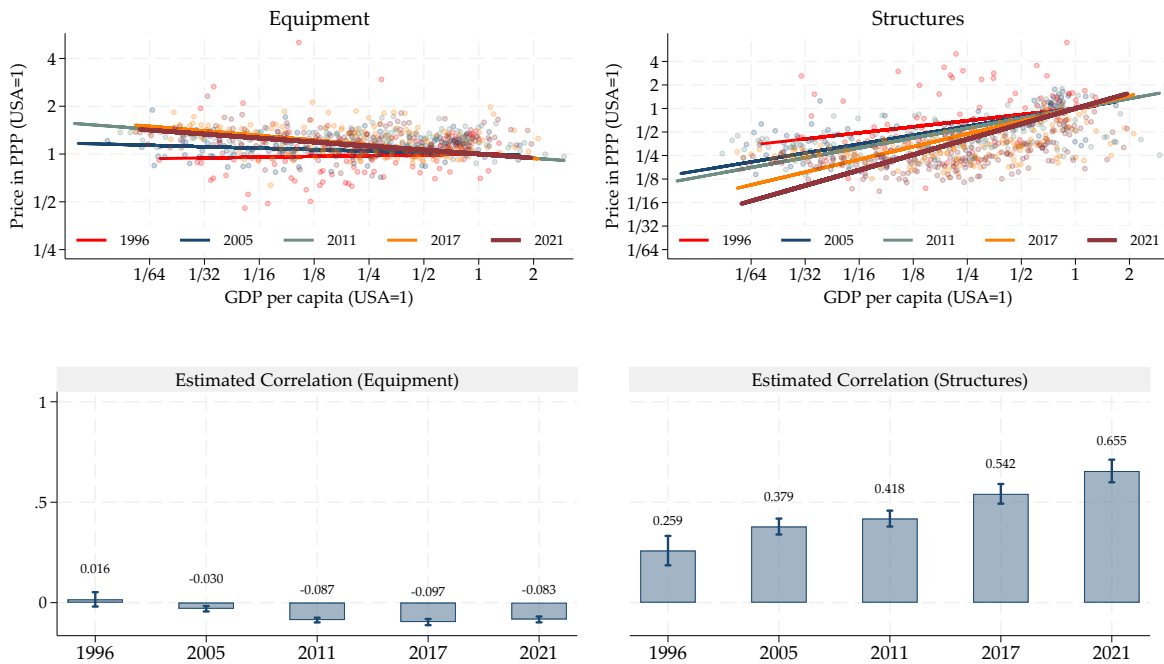 Equipment
Price in PPP (USA=1)
4
2
1
1/2
1/4
1996 2005 2011 2017 2021
1/64 1/32 1/16 1/8 1/4 1/2 1 2
GDP per capita (USA=1)
Structures
Price in PPP (USA=1)
4
2
1
1/2
1/4
1/8
1/16
1/32
1/64
1996 2005 2011 2017 2021
1/64 1/32 1/16 1/8 1/4 1/2 1 2
GDP per capita (USA=1)
Estimated Correlation (Equipment)
1
.5
0
0.016 -0.030 -0.087 -0.097 -0.083
1996 2005 2011 2017 2021
Estimated Correlation (Structures)
0.259 0.379 0.418 0.542 0.655
1996 2005 2011 2017 2021